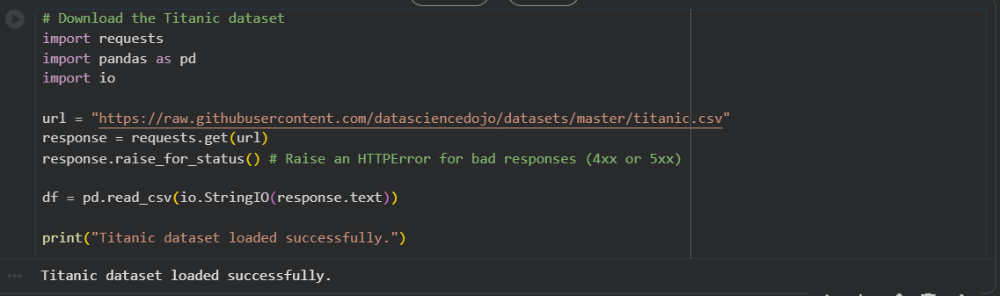 # Download the Titanic dataset
import requests
import pandas as pd
import io
url = "https://raw.githubusercontent.com/datasciencedojo/datasets/master/titanic.csv"
response = requests.get(url)
response.raise_for_status() # Raise an HTTPError for bad responses (4xx or 5xx)
df = pd.read_csv(io.StringIO(response.text))
print("Titanic dataset loaded successfully.")
Titanic dataset loaded successfully.